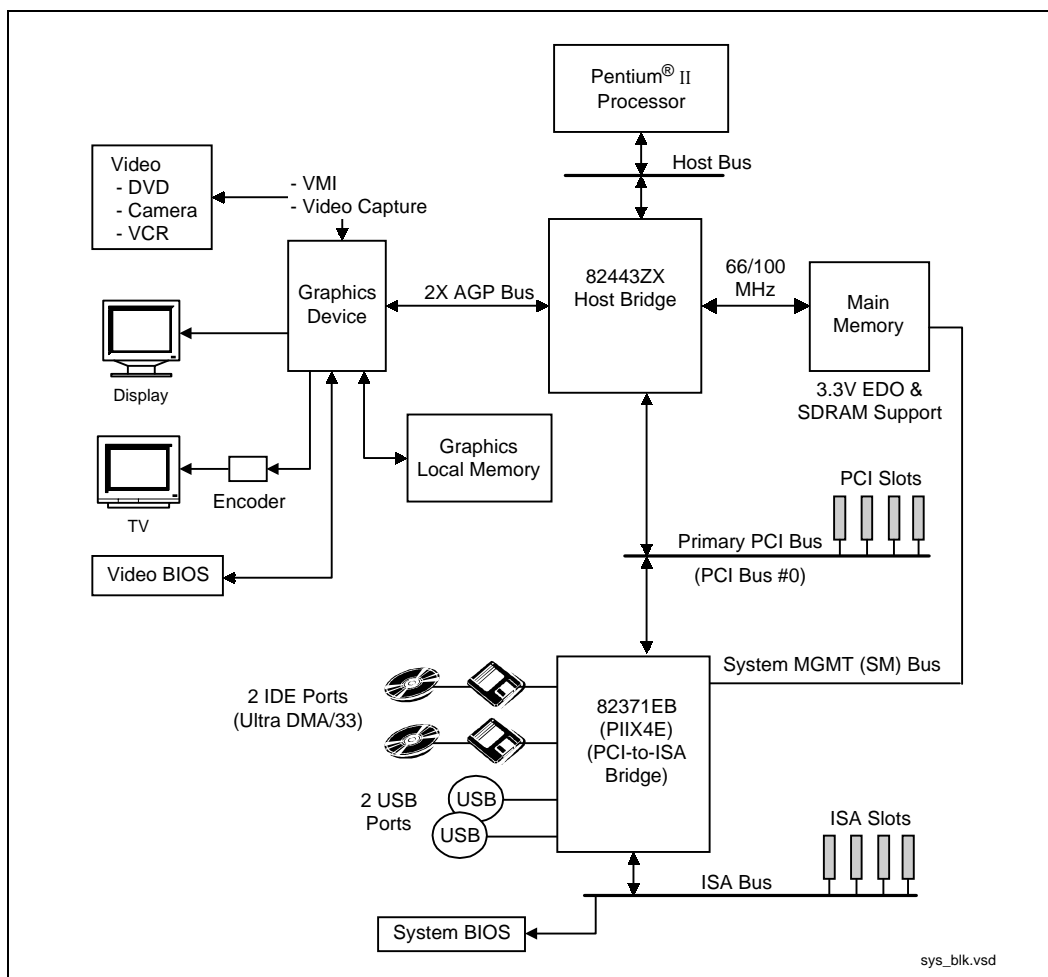 Pentium® II
Processor
Host Bus
Video
- DVD
- Camera
- VCR
- VMI
- Video Capture
Graphics
Device
2X AGP Bus
82443ZX
Host Bridge
66/100
MHz
Main
Memory
3.3V EDO &
SDRAM Support
Display
TV
Encoder
Graphics
Local Memory
Video BIOS
PCI Slots
Primary PCI Bus
(PCI Bus #0)
System MGMT (SM) Bus
2 IDE Ports
(Ultra DMA/33)
82371EB
(PIIX4E)
(PCI-to-ISA
Bridge)
2 USB
Ports
USB
USB
ISA Slots
ISA Bus
System BIOS
sys_blk.vsd